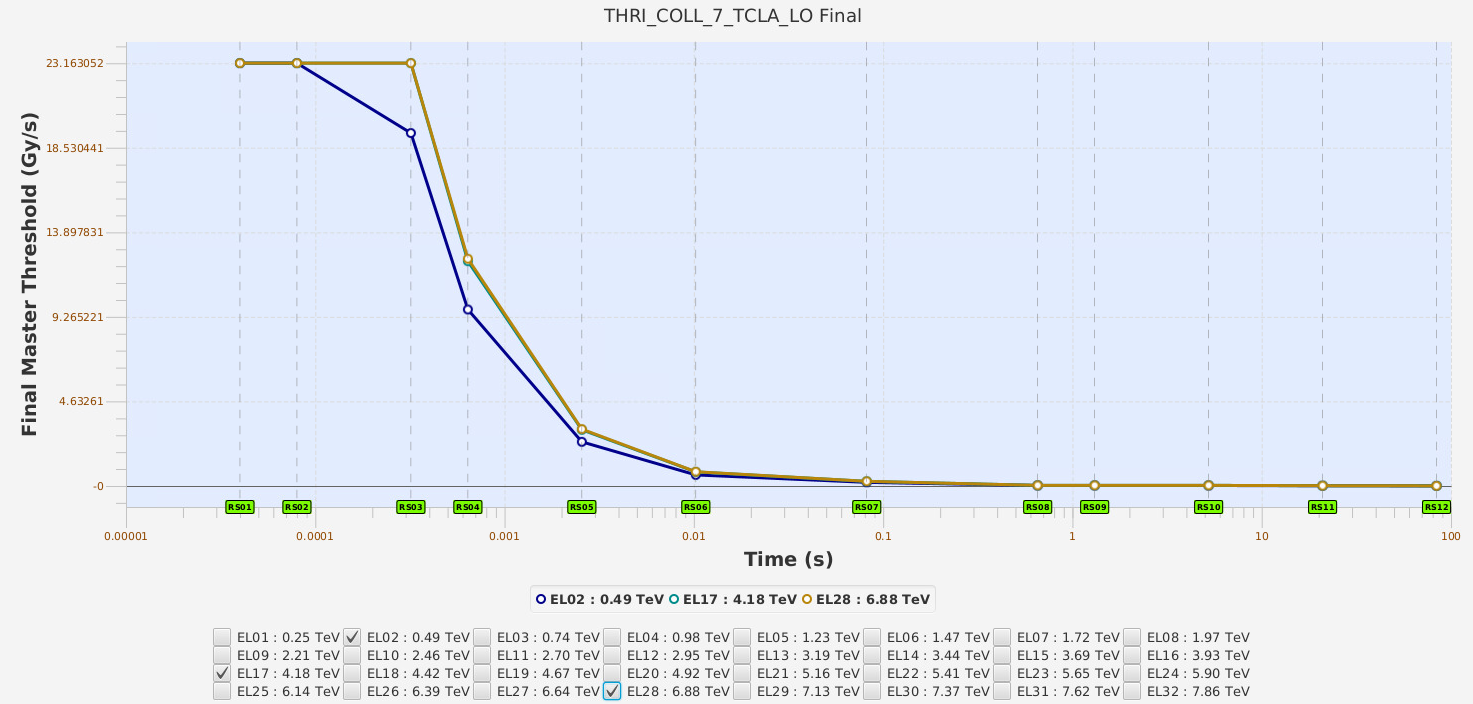 THRI_COLL_7_TCLA_LO Final
Final Master Threshold (Gy/s)
23.163052
18.530441
13.897831
9.265221
4.63261
-0
RS01 RS02 RS03 RS04 RS05 RS06 RS07 RS08 RS09 RS10 RS11 RS12
0.00001 0.0001 0.001 0.01 0.1 1 10 100
Time (s)
EL02 : 0.49 TeV EL17 : 4.18 TeV EL28 : 6.88 TeV
EL01 : 0.25 TeV EL02 : 0.49 TeV EL03 : 0.74 TeV EL04 : 0.98 TeV EL05 : 1.23 TeV EL06 : 1.47 TeV EL07 : 1.72 TeV EL08 : 1.97 TeV
EL09 : 2.21 TeV EL10 : 2.46 TeV EL11 : 2.70 TeV EL12 : 2.95 TeV EL13 : 3.19 TeV EL14 : 3.44 TeV EL15 : 3.69 TeV EL16 : 3.93 TeV
EL17 : 4.18 TeV EL18 : 4.42 TeV EL19 : 4.67 TeV EL20 : 4.92 TeV EL21 : 5.16 TeV EL22 : 5.41 TeV EL23 : 5.65 TeV EL24 : 5.90 TeV
EL25 : 6.14 TeV EL26 : 6.39 TeV EL27 : 6.64 TeV EL28 : 6.88 TeV EL29 : 7.13 TeV EL30 : 7.37 TeV EL31 : 7.62 TeV EL32 : 7.86 TeV